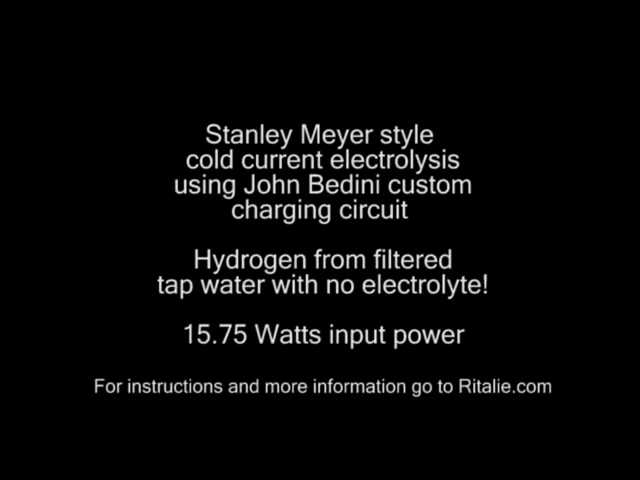 Stanley Meyer style
cold current electrolysis
using John Bedini custom
charging circuit
Hydrogen from filtered
tap water with no electrolyte!
15.75 Watts input power
For instructions and more information go to Ritalie.com